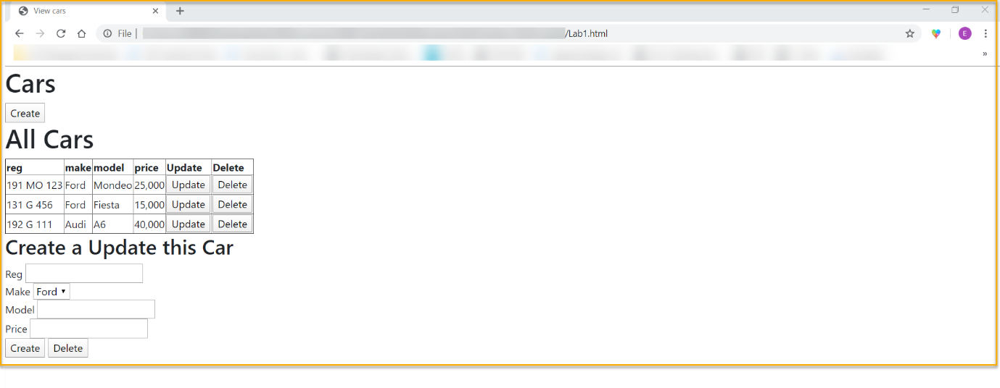 View cars
File /Lab1.html
E
»
Cars
Create
All Cars
reg make model price Update Delete
191 MO 123 Ford Mondeo 25,000 Update Delete
131 G 456 Ford Fiesta 15,000 Update Delete
192 G 111 Audi A6 40,000 Update Delete
Create a Update this Car
Reg
Make Ford
Model
Price
Create Delete